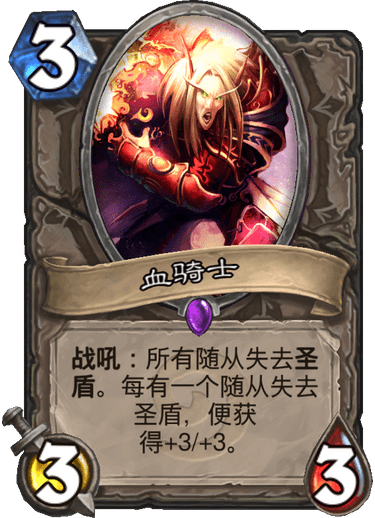 3
血骑士
战吼：所有随从失去圣
盾。每有一个随从失去
圣盾，便获
得+3/+3。
3
3